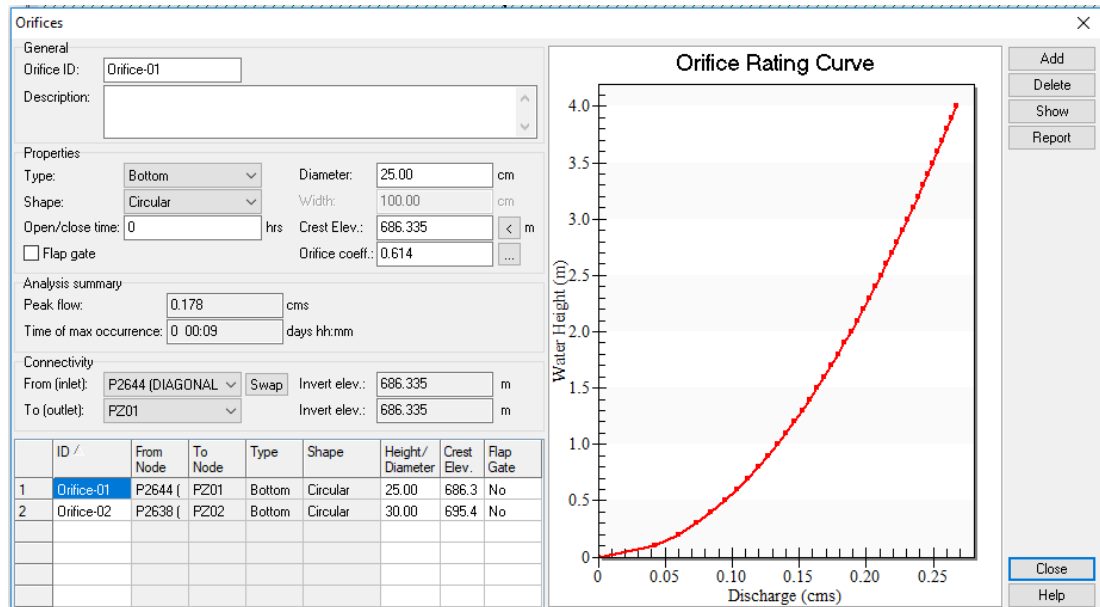 Orifices
General
Orifice ID: Orifice-01
Description:
Properties
Type: Bottom Diameter: 25.00 cm
Shape: Circular Width: 100.00 cm
Open/close time: 0 hrs Crest Elev.: 686.335 < m
Flap gate Orifice coeff.: 0.614 ...
Analysis summary
Peak flow: 0.178 cms
Time of max occurrence: 0 00:09 days hh:mm
Connectivity
From (inlet): P2644 (DIAGONAL Swap Invert elev.: 686.335 m
To (outlet): PZ01 Invert elev.: 686.335 m
ID From Node To Node Type Shape Height/ Diameter Crest Elev. Flap Gate
1 Orifice-01 P2644 ( PZ01 Bottom Circular 25.00 686.3 No
2 Orifice-02 P2638 ( PZ02 Bottom Circular 30.00 695.4 No
Orifice Rating Curve
4.0
3.5
3.0
2.5
2.0
1.5
1.0
0.5
0
Water Height (m)
0 0.05 0.10 0.15 0.20 0.25
Discharge (cms)
Add
Delete
Show
Report
Close
Help